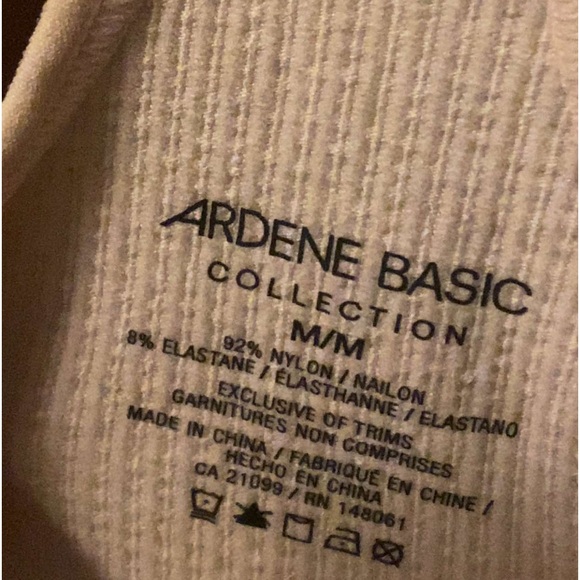 ARDENE BASIC
COLLECTION
M/M
92% NYLON / NAILON
8% ELASTANE / ÉLASTHANNE / ELASTANO
EXCLUSIVE OF TRIMS
GARNITURES NON COMPRISES
MADE IN CHINA / FABRIQUÉ EN CHINE /
HECHO EN CHINA
CA 21099 / RN 148061